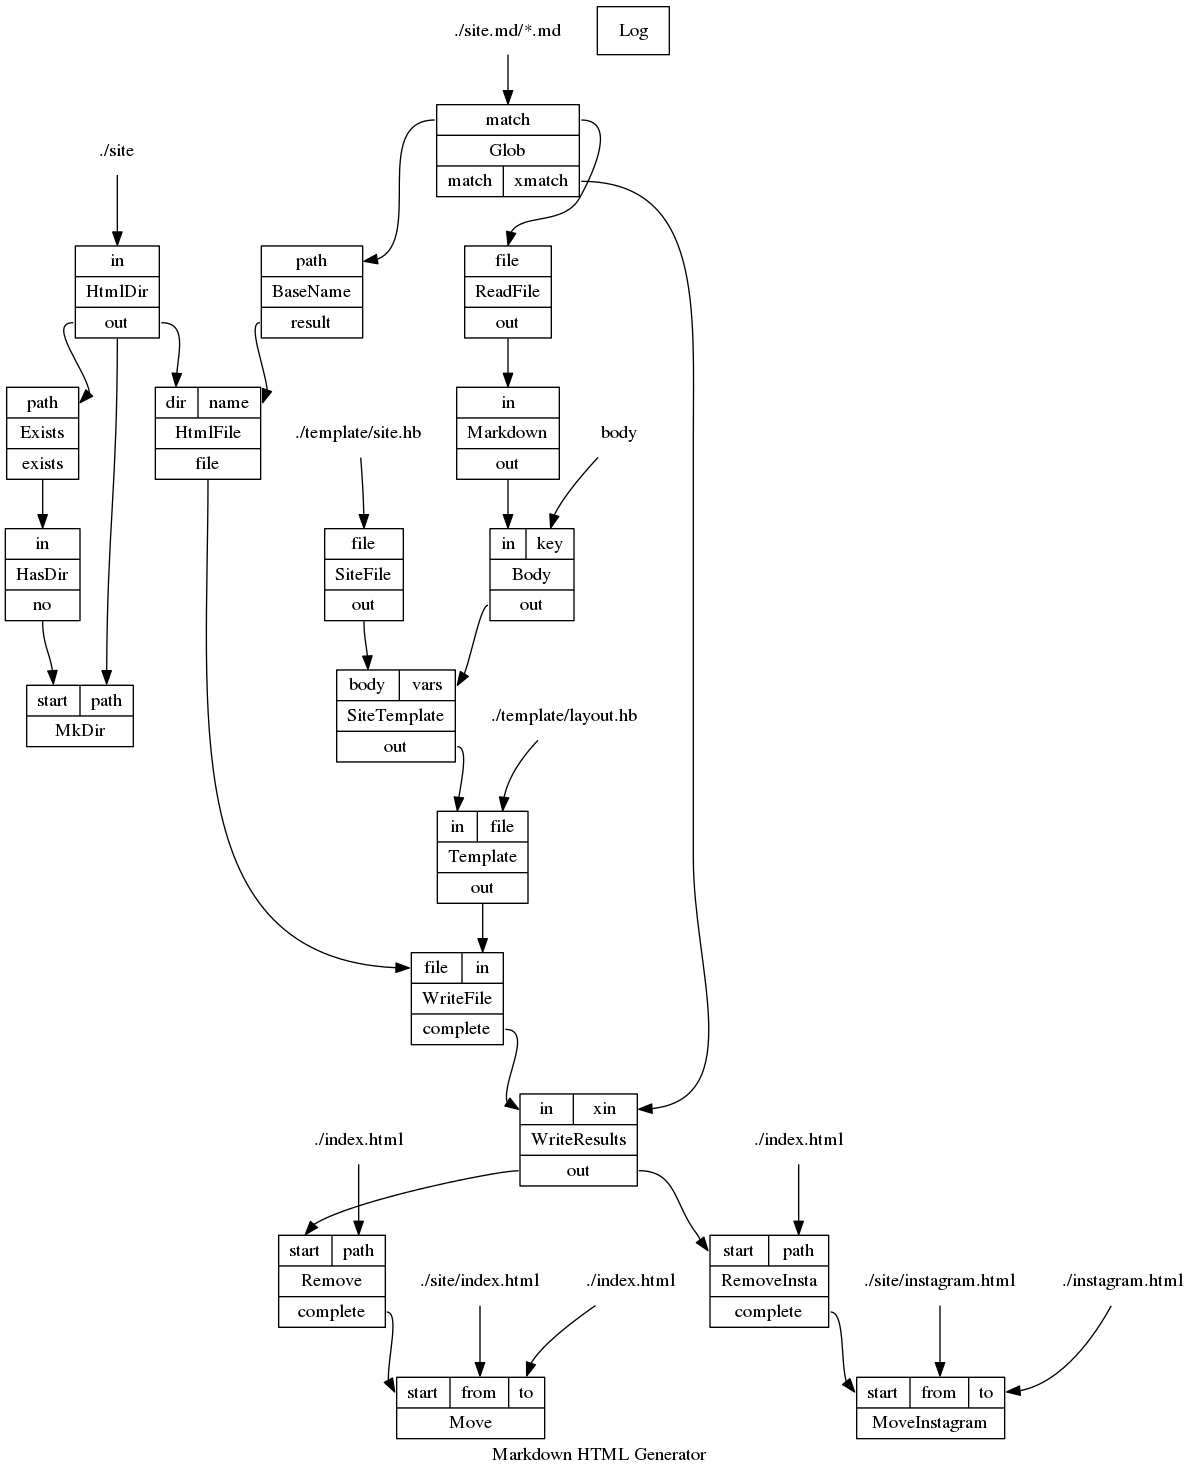 ./site.md/*.md
Log
match
Glob
match xmatch
./site
in
HtmlDir
out
path
BaseName
result
file
ReadFile
out
path
Exists
exists
dir name
HtmlFile
file
./template/site.hb
in
Markdown
out
body
in
HasDir
no
file
SiteFile
out
in key
Body
out
start path
MkDir
body vars
SiteTemplate
out
./template/layout.hb
in file
Template
out
file in
WriteFile
complete
in xin
WriteResults
out
./index.html
./index.html
start path
Remove
complete
./site/index.html
./index.html
start path
RemoveInsta
complete
./site/instagram.html
./instagram.html
start from to
Move
start from to
MoveInstagram
Markdown HTML Generator